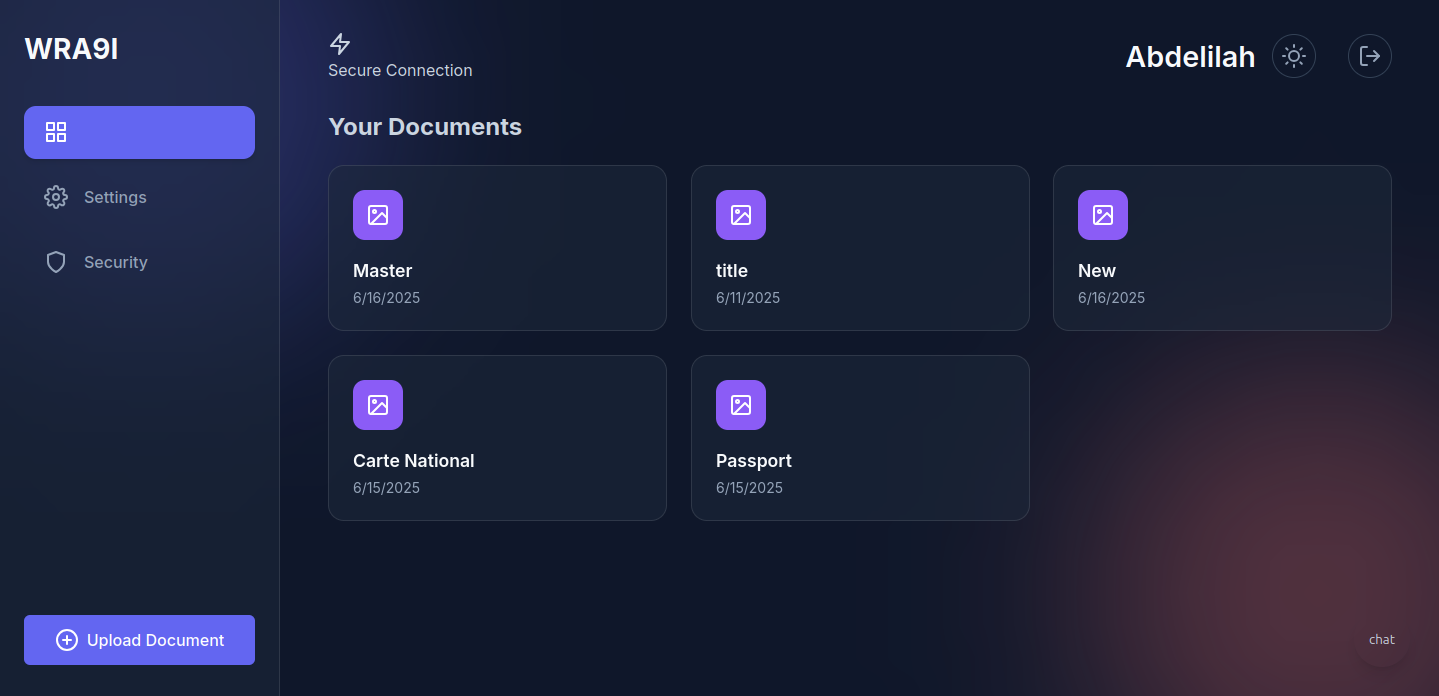 WRA9I
Settings
Security
Upload Document
Secure Connection
Abdelilah
Your Documents
Master
6/16/2025
title
6/11/2025
New
6/16/2025
Carte National
6/15/2025
Passport
6/15/2025
chat